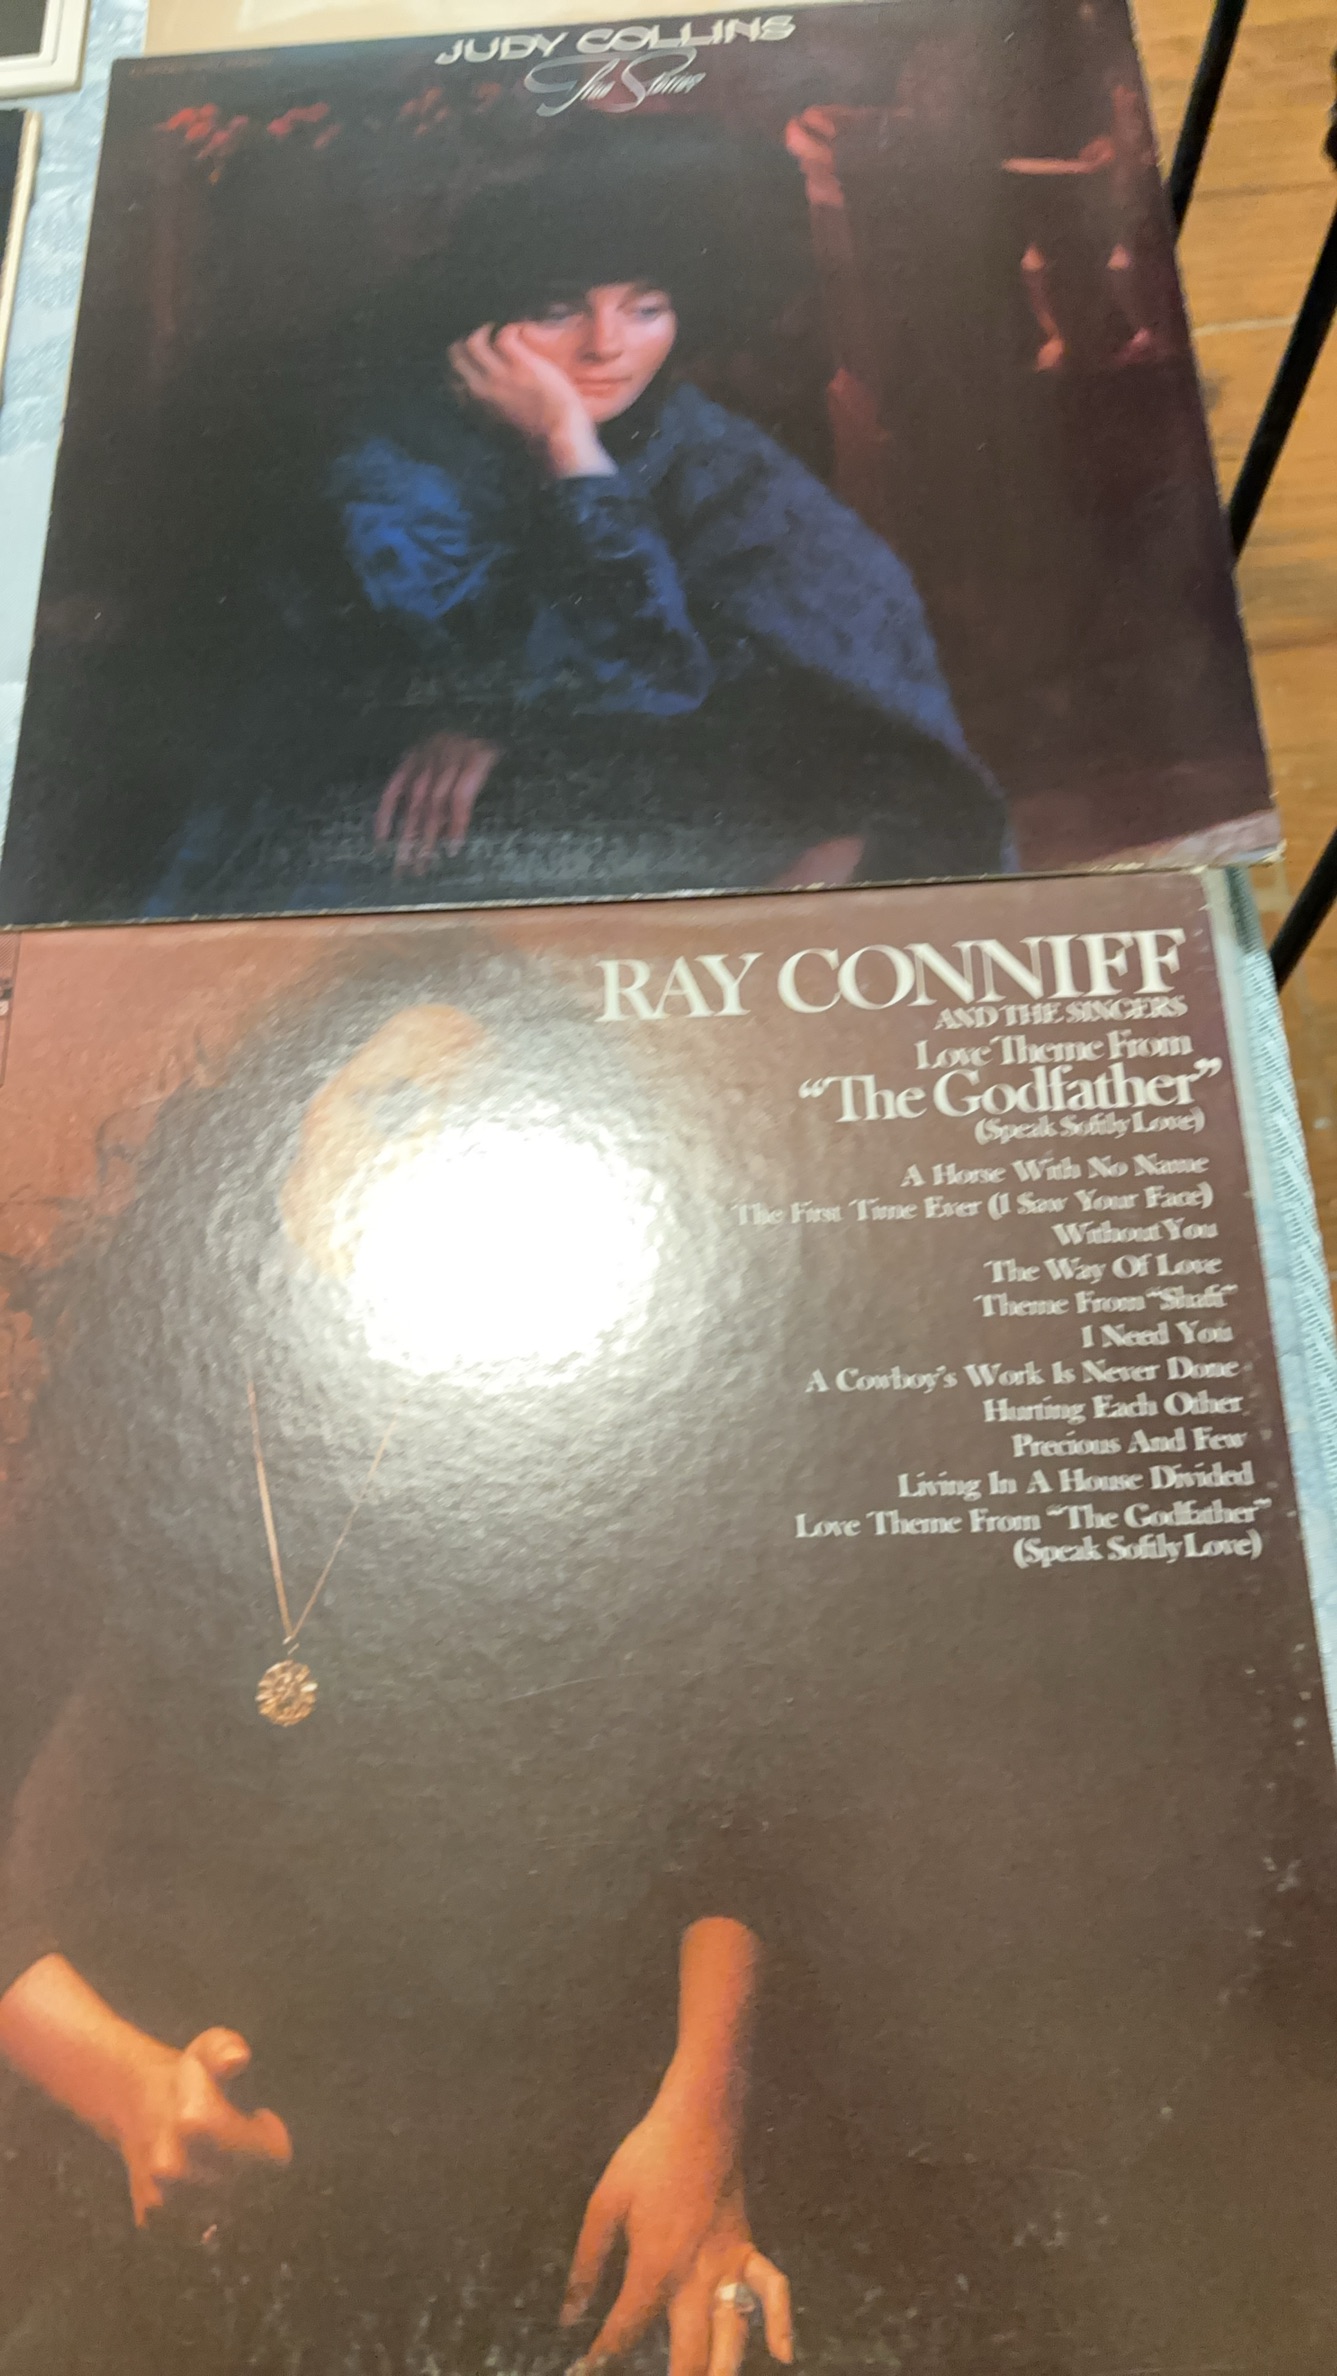 JUDY COLLINS
True Stories
RAY CONNIFF
AND THE SINGERS
Love Theme From
“The Godfather”
(Speak Softly Love)
A Horse With No Name
The First Time Ever (I Saw Your Face)
Without You
The Way Of Love
Theme From “Shaft”
I Need You
A Cowboy's Work Is Never Done
Hurting Each Other
Precious And Few
Living In A House Divided
Love Theme From “The Godfather”
(Speak Softly Love)